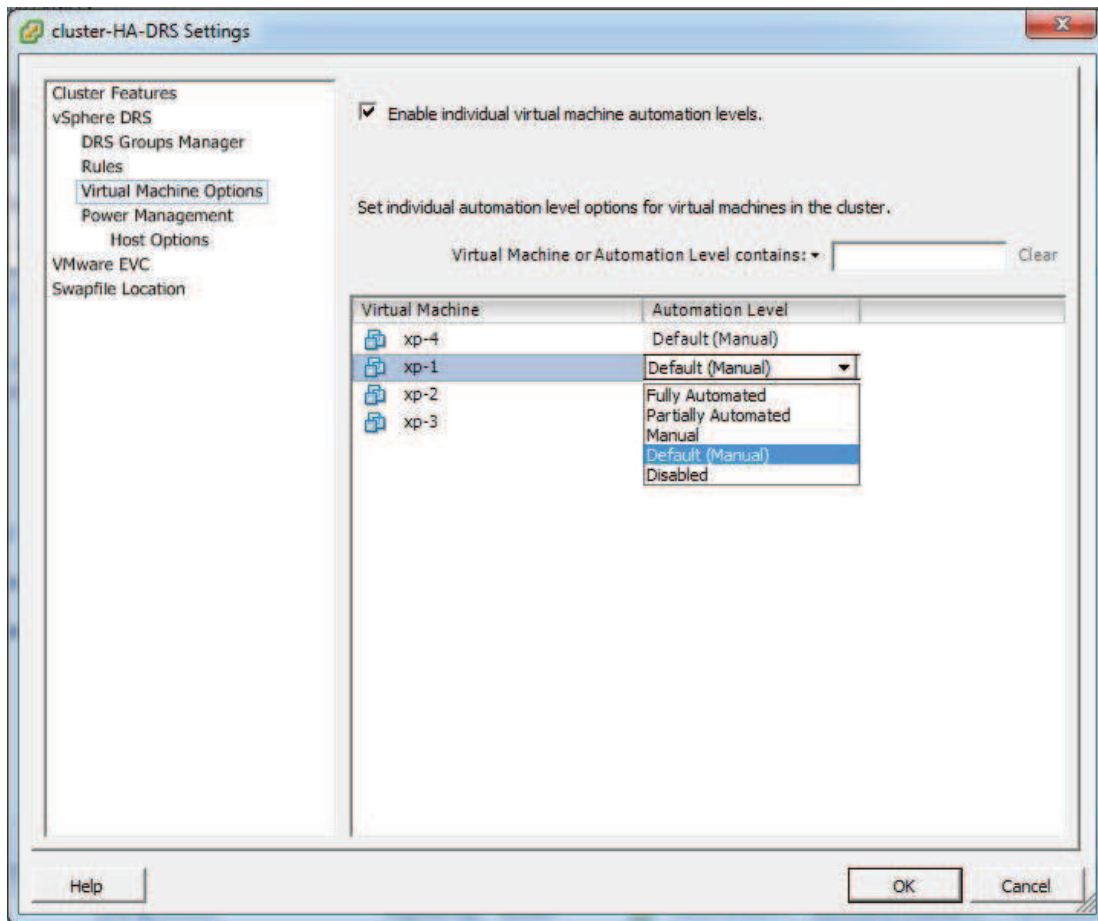 cluster-HA-DRS Settings
Cluster Features
vSphere DRS
DRS Groups Manager
Rules
Virtual Machine Options
Power Management
Host Options
VMware EVC
Swapfile Location
Enable individual virtual machine automation levels.
Set individual automation level options for virtual machines in the cluster.
Virtual Machine or Automation Level contains: Clear
Virtual Machine Automation Level
xp-4 Default (Manual)
xp-1 Default (Manual)
xp-2
xp-3
Fully Automated
Partially Automated
Manual
Default (Manual)
Disabled
Help OK Cancel